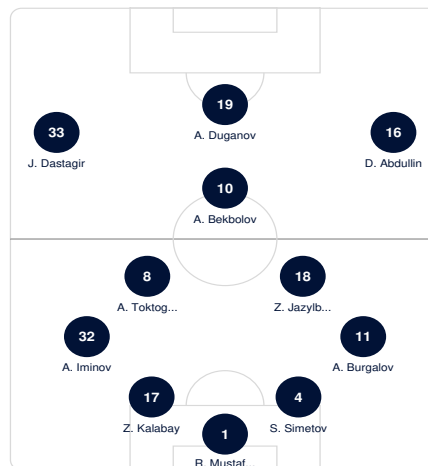 19
A. Duganov
33
J. Dastagir
16
D. Abdullin
10
A. Bekbolov
8
A. Toktog...
18
Z. Jazylb...
32
A. Iminov
11
A. Burgalov
17
Z. Kalabay
4
S. Simetov
1
R. Mustaf...